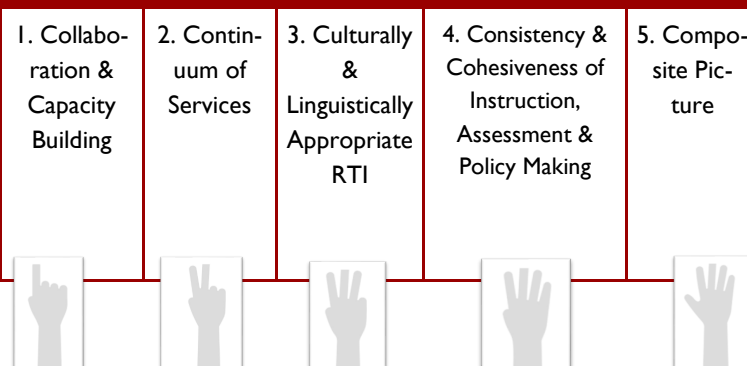 1. Collabo-
ration &
Capacity
Building
2. Contin-
uum of
Services
3. Culturally
&
Linguistically
Appropriate
RTI
4. Consistency &
Cohesiveness of
Instruction,
Assessment &
Policy Making
5. Compo-
site Pic-
ture